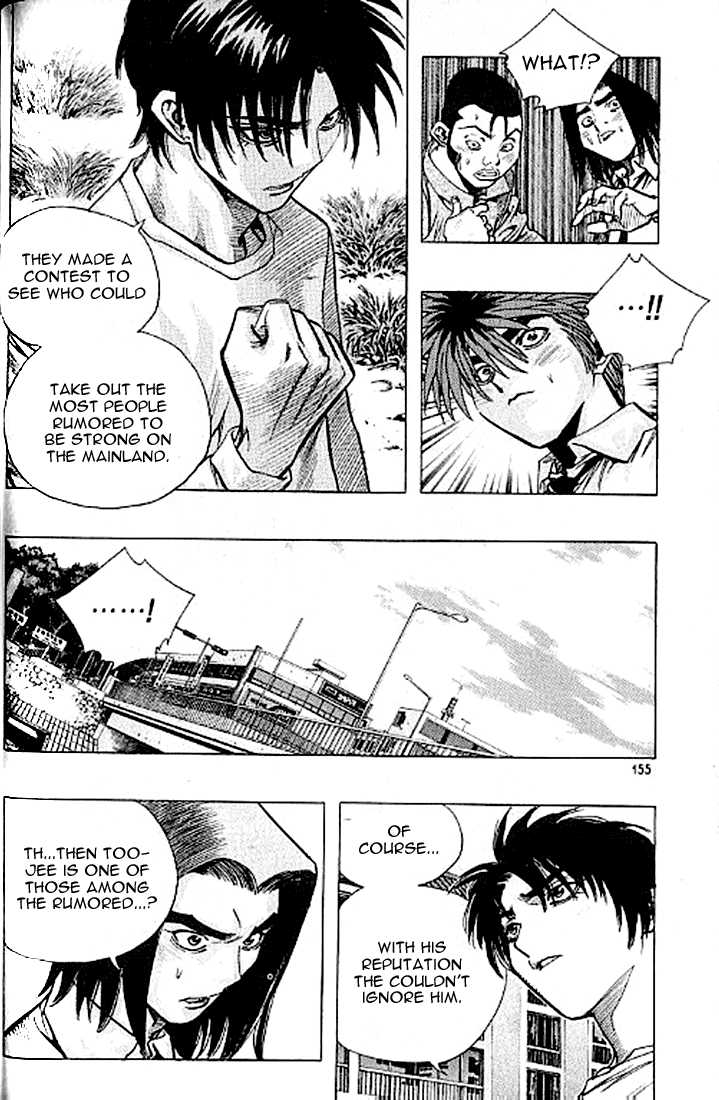 THEY MADE A
CONTEST TO
SEE WHO COULD
TAKE OUT THE
MOST PEOPLE
RUMORED TO
BE STRONG ON
THE MAINLAND.
WHAT!?
...!!
......!
155
TH...THEN TOO-
JEE IS ONE OF
THOSE AMONG
THE RUMORED...?
OF
COURSE...
WITH HIS
REPUTATION
THE COULDN'T
IGNORE HIM.